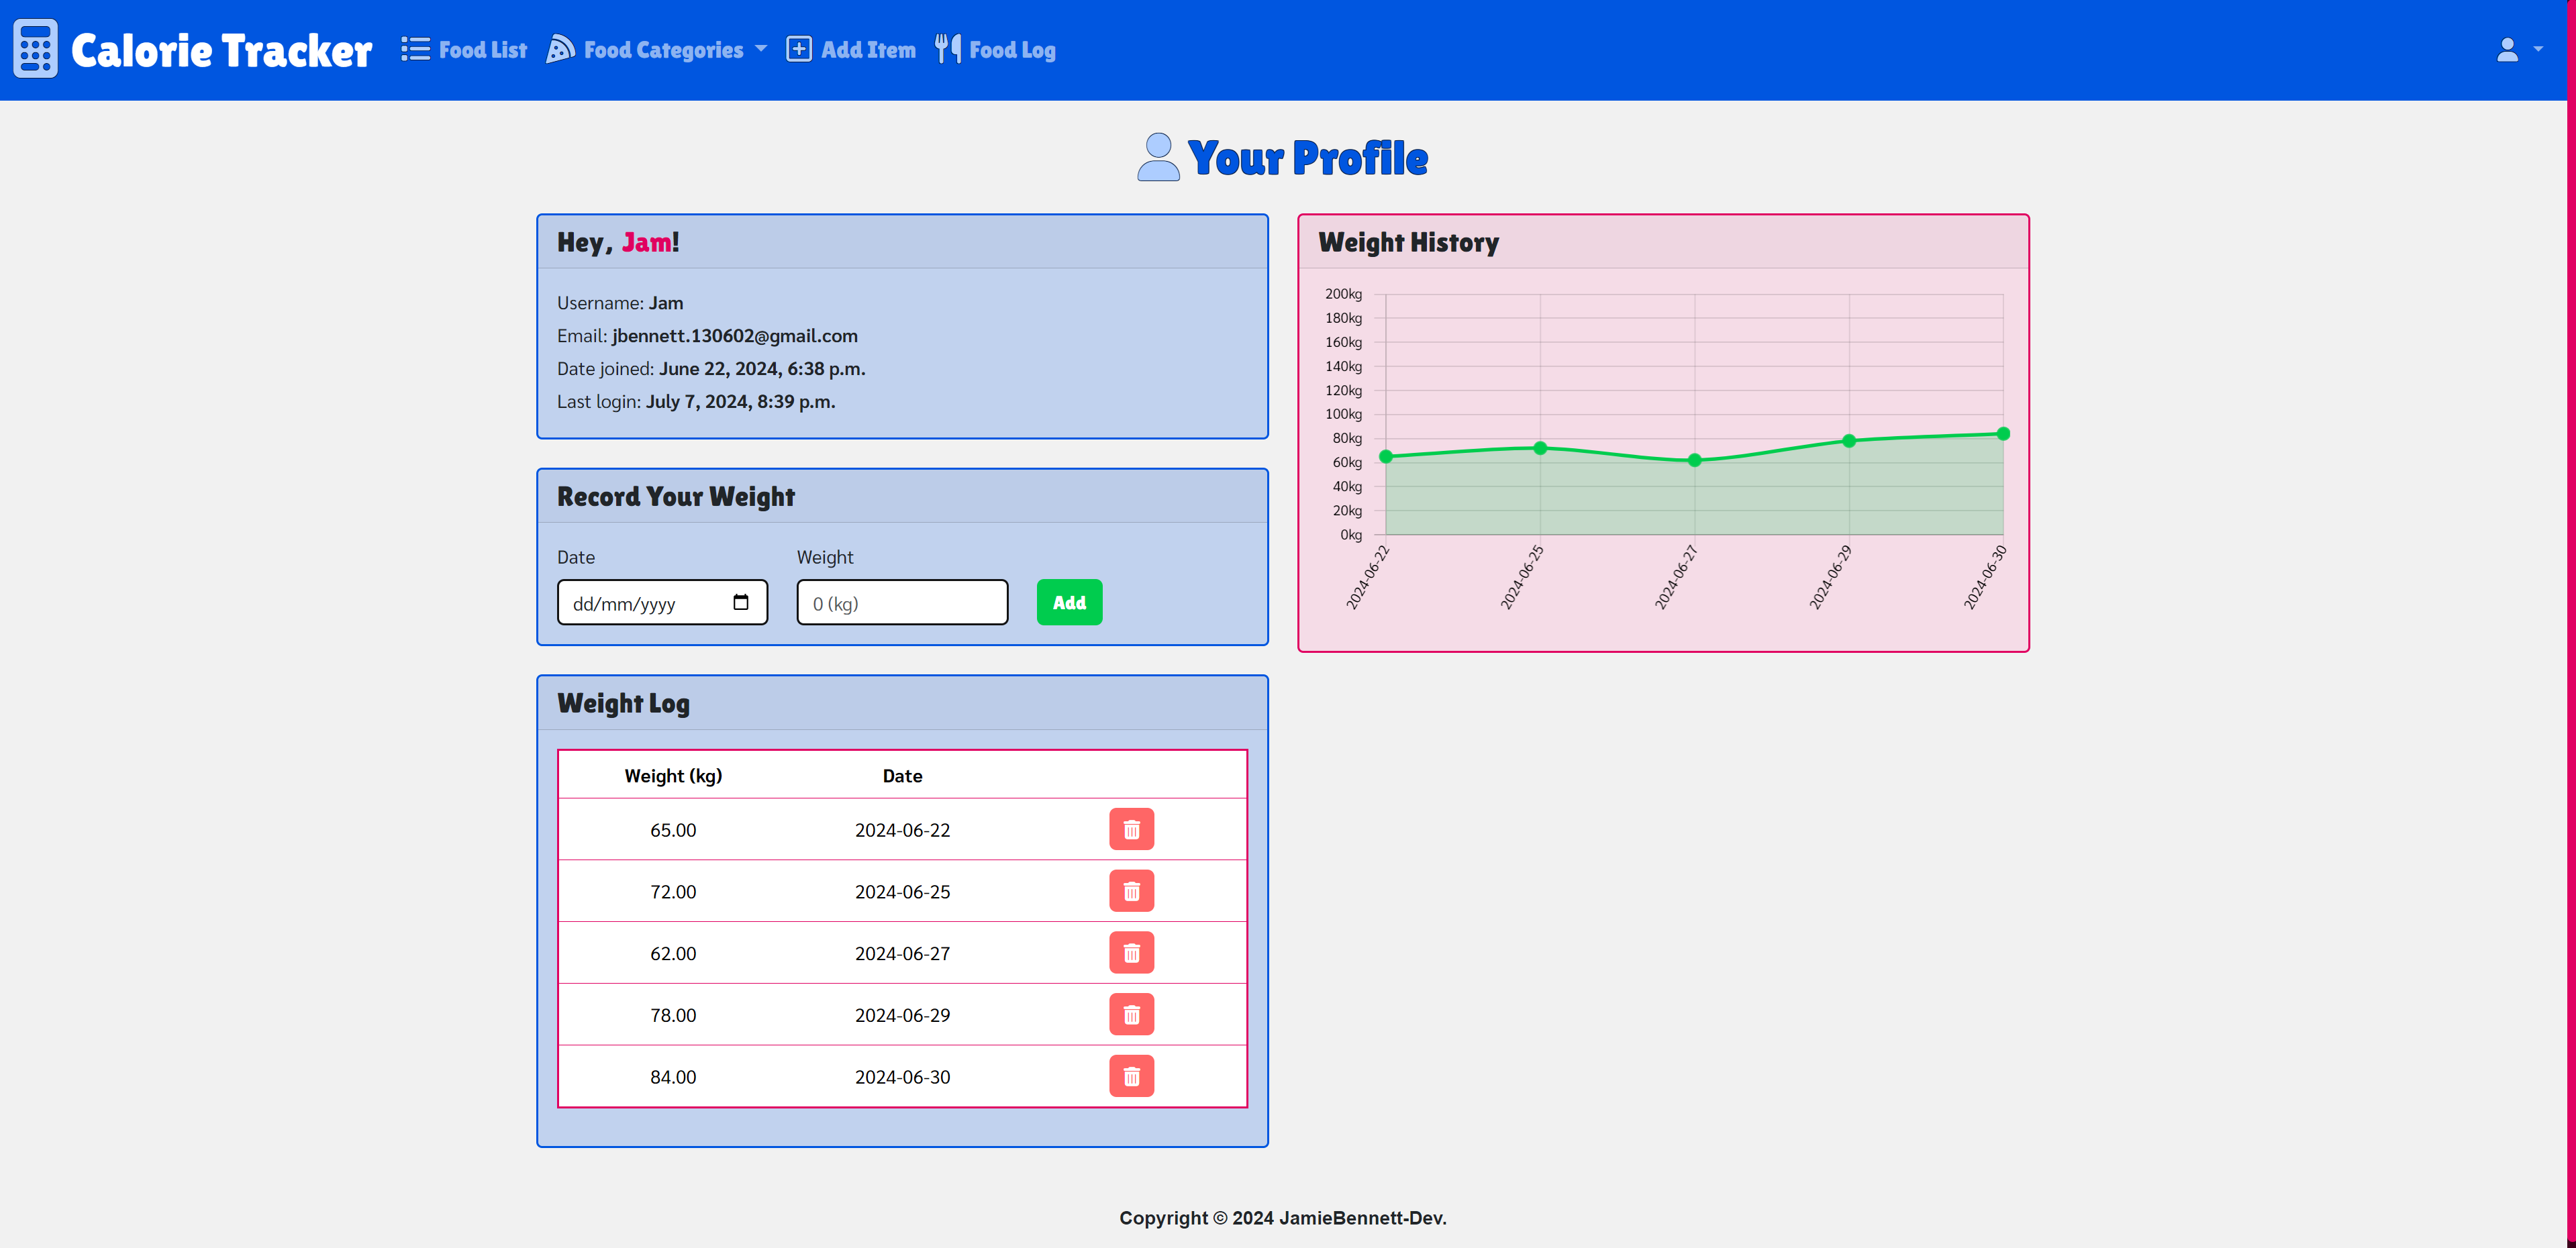 Calorie Tracker Food List Food Categories Add Item Food Log
Your Profile
Hey, Jam!
Username: Jam
Email: jbennett.130602@gmail.com
Date joined: June 22, 2024, 6:38 p.m.
Last login: July 7, 2024, 8:39 p.m.
Record Your Weight
Date Weight
dd/mm/yyyy 0 (kg) Add
Weight Log
Weight (kg) Date
65.00 2024-06-22
72.00 2024-06-25
62.00 2024-06-27
78.00 2024-06-29
84.00 2024-06-30
Weight History
200kg
180kg
160kg
140kg
120kg
100kg
80kg
60kg
40kg
20kg
0kg
2024-06-22 2024-06-25 2024-06-27 2024-06-29 2024-06-30
Copyright © 2024 JamieBennett-Dev.